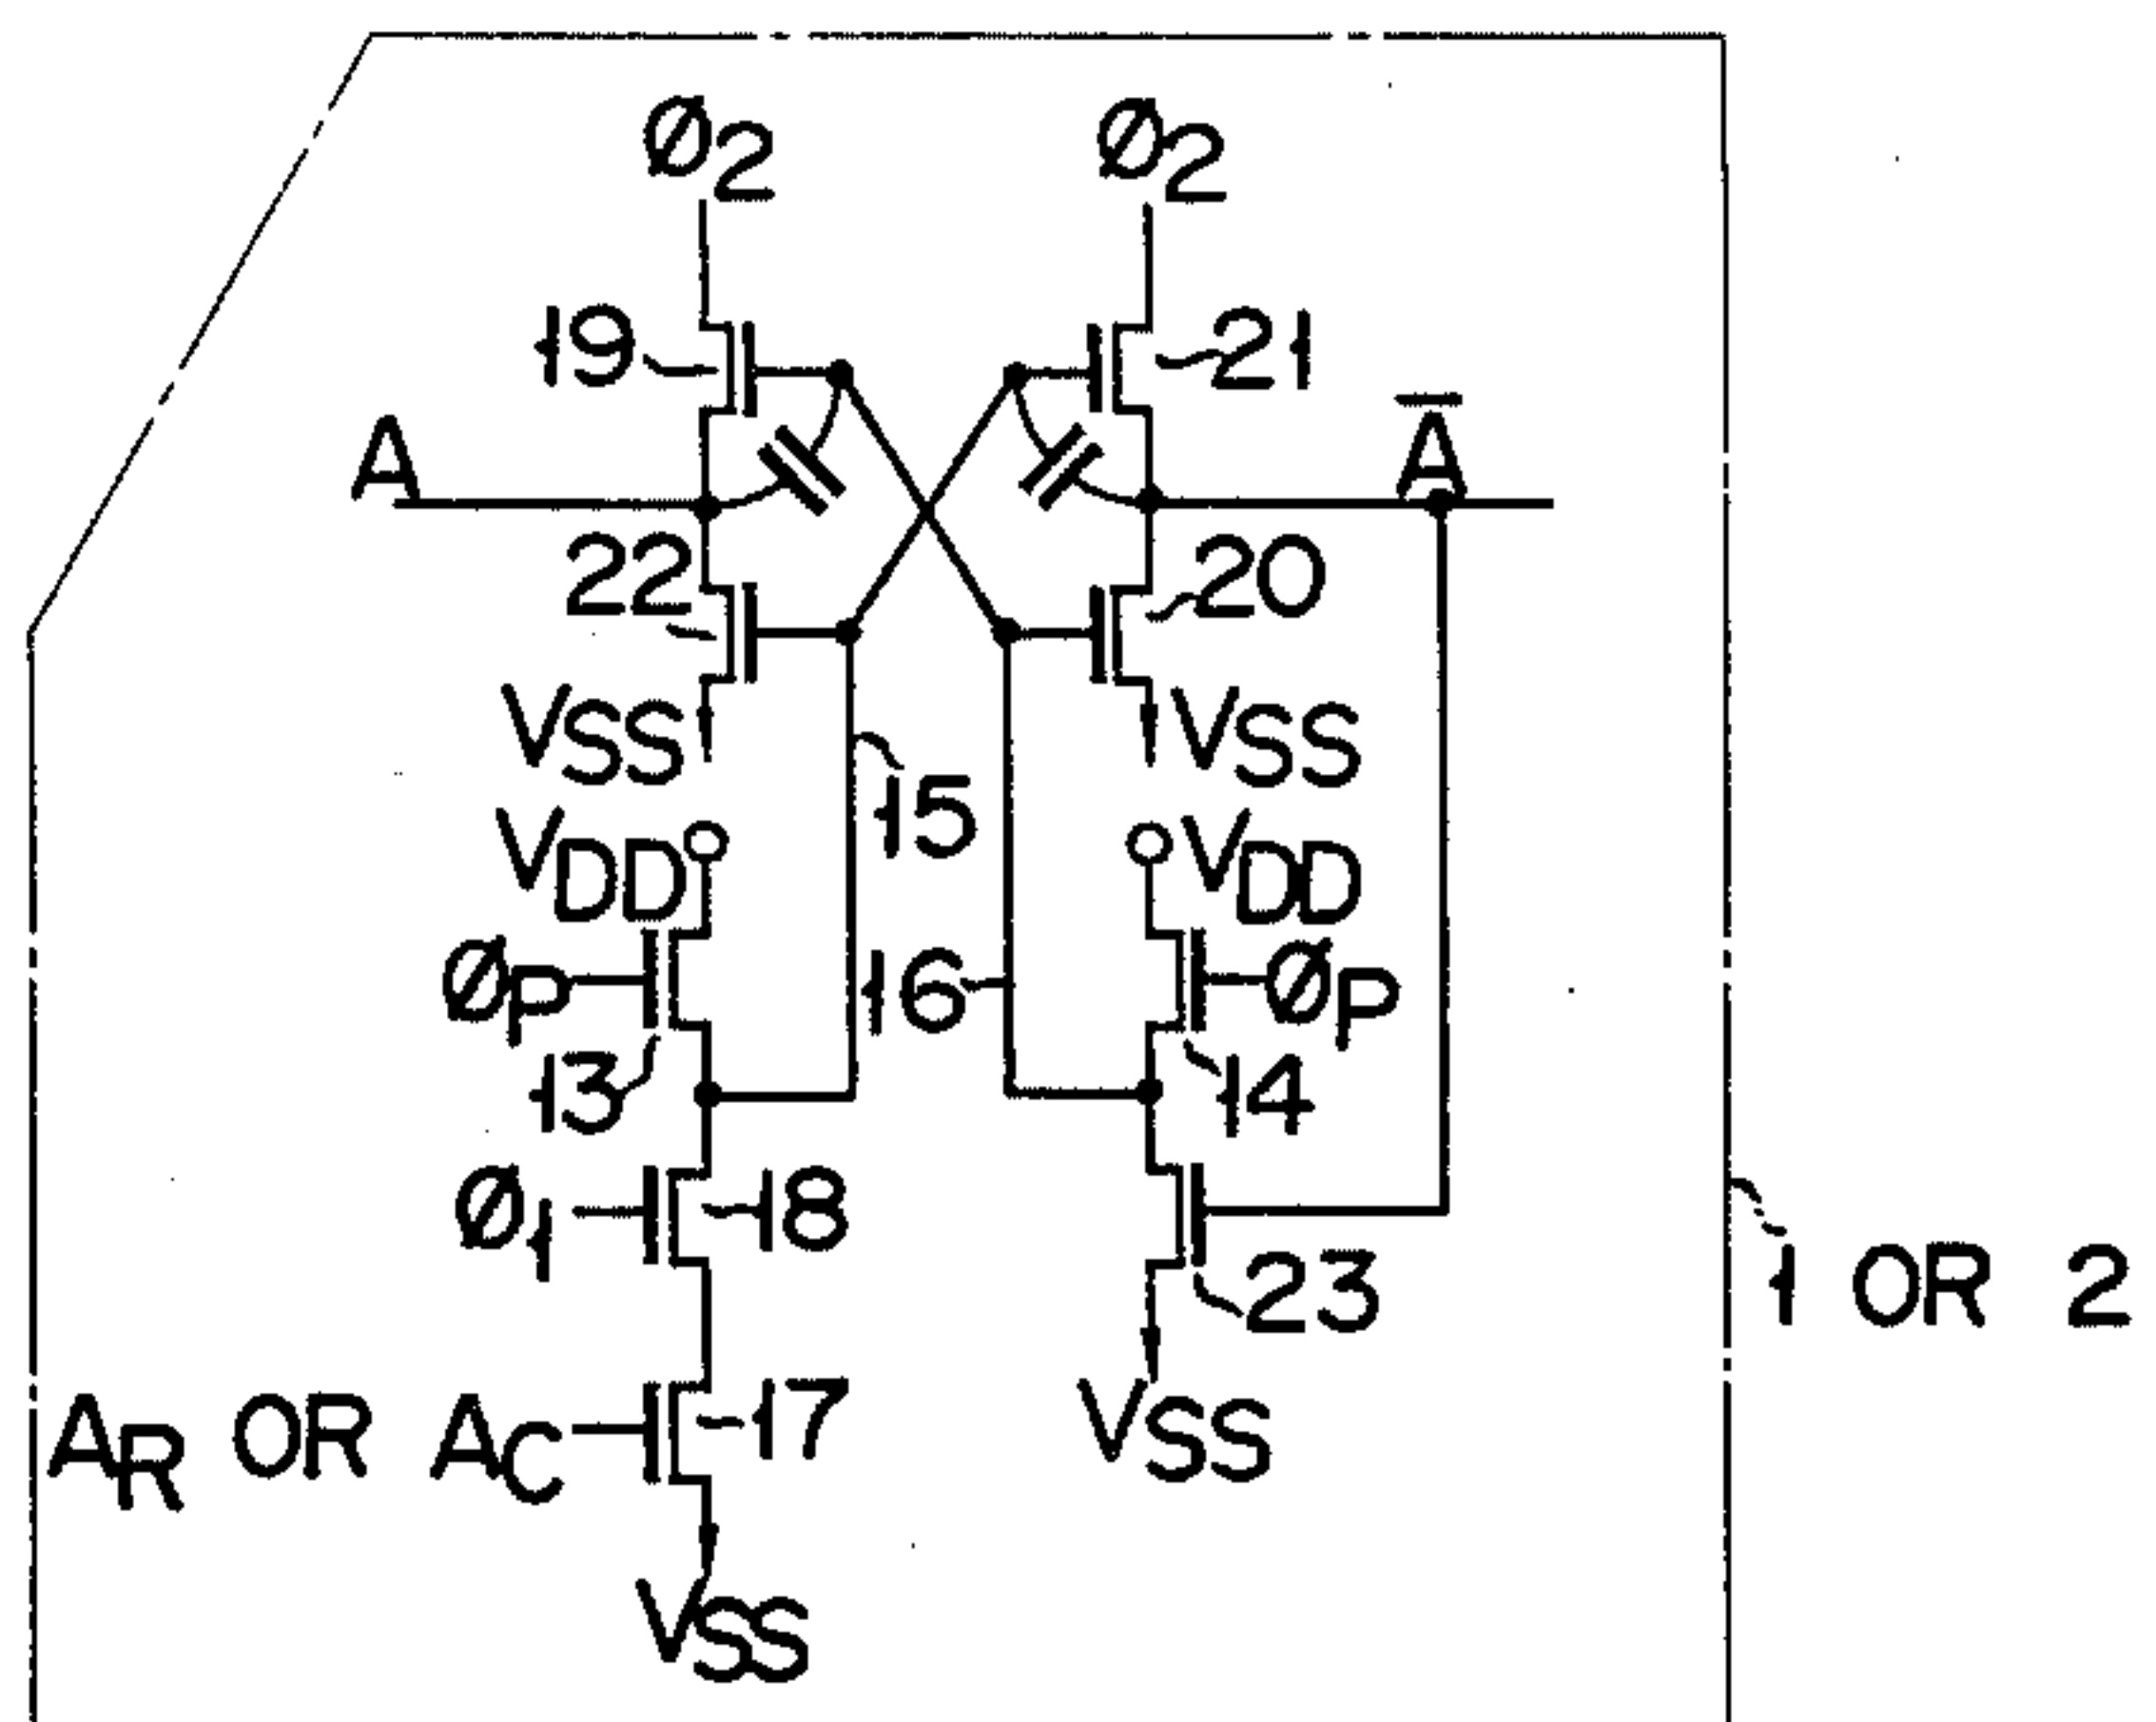 Ø2 Ø2
19 21
A A̅
22 20
VSS VSS
15
VDD VDD
ØP 16 ØP
13 14
Ø1 18
23
1 OR 2
AR OR AC 17
VSS
VSS